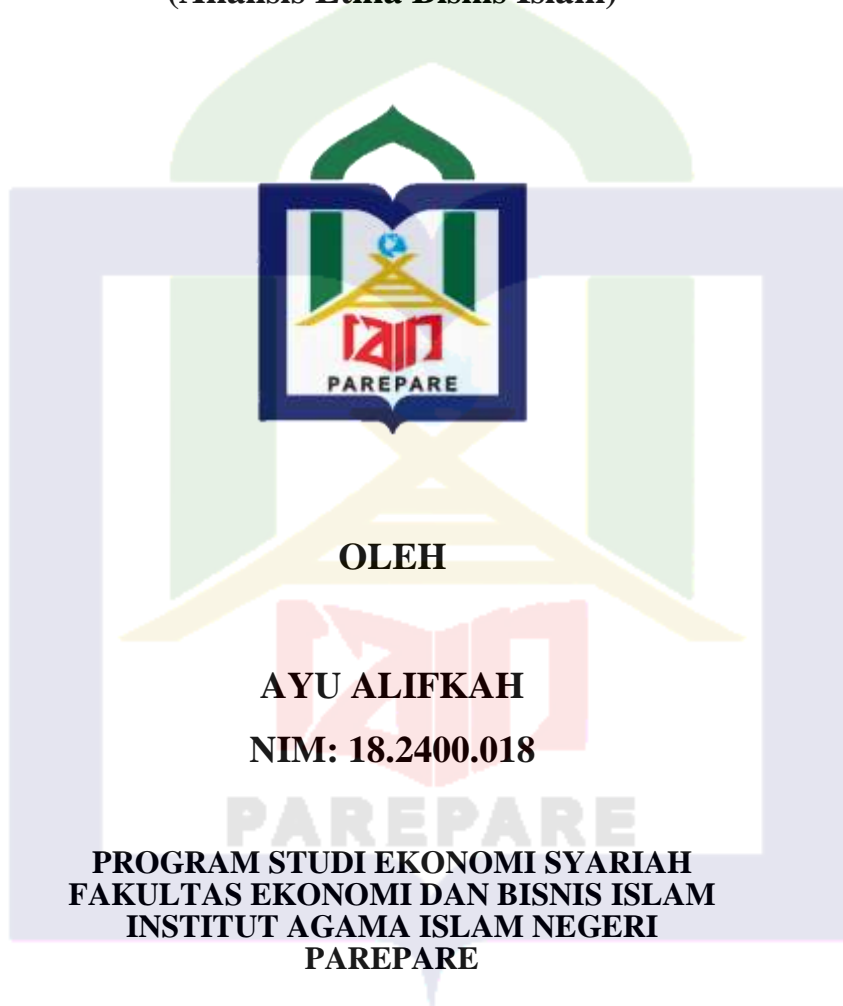 (Analisis Etika Bisnis Islam)
iain
PAREPARE
OLEH
AYU ALIFKAH
NIM: 18.2400.018
PAREPARE
PROGRAM STUDI EKONOMI SYARIAH
FAKULTAS EKONOMI DAN BISNIS ISLAM
INSTITUT AGAMA ISLAM NEGERI
PAREPARE